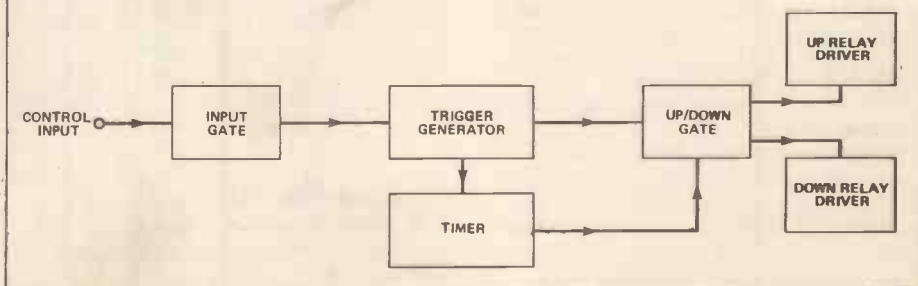 CONTROL
INPUT
INPUT
GATE
TRIGGER
GENERATOR
TIMER
UP/DOWN
GATE
UP RELAY
DRIVER
DOWN RELAY
DRIVER